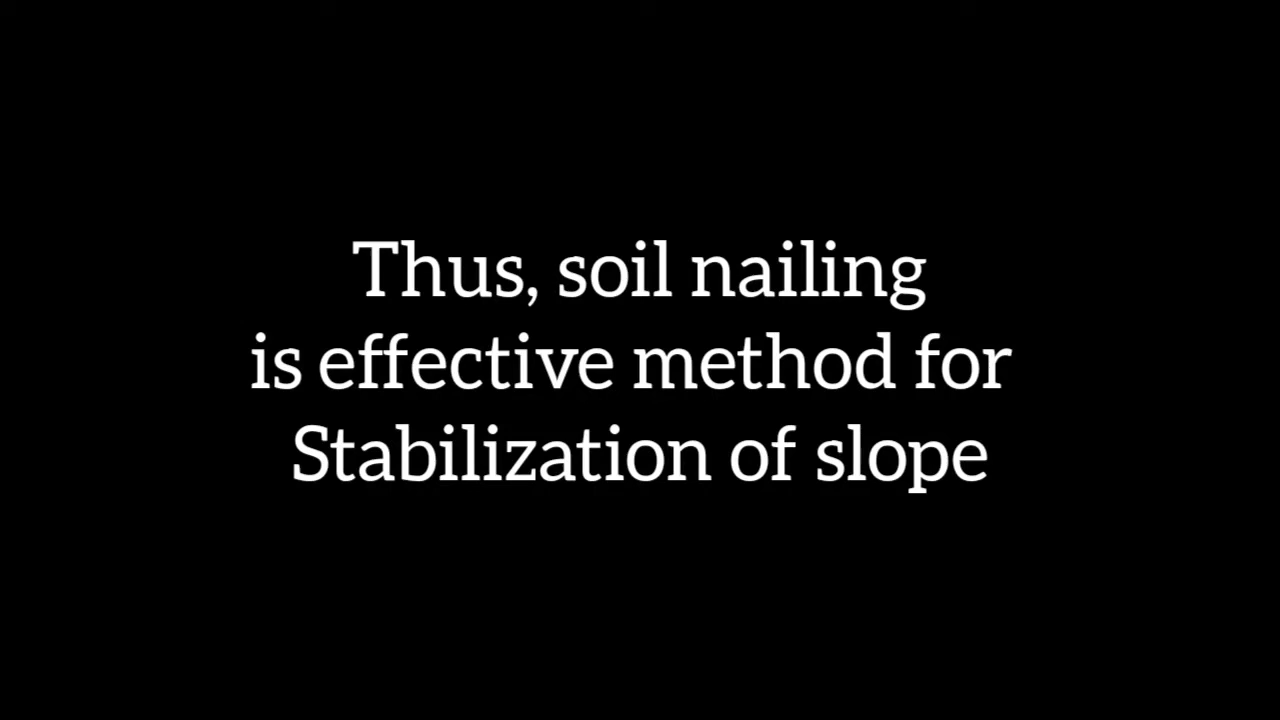 Thus, soil nailing
is effective method for
Stabilization of slope